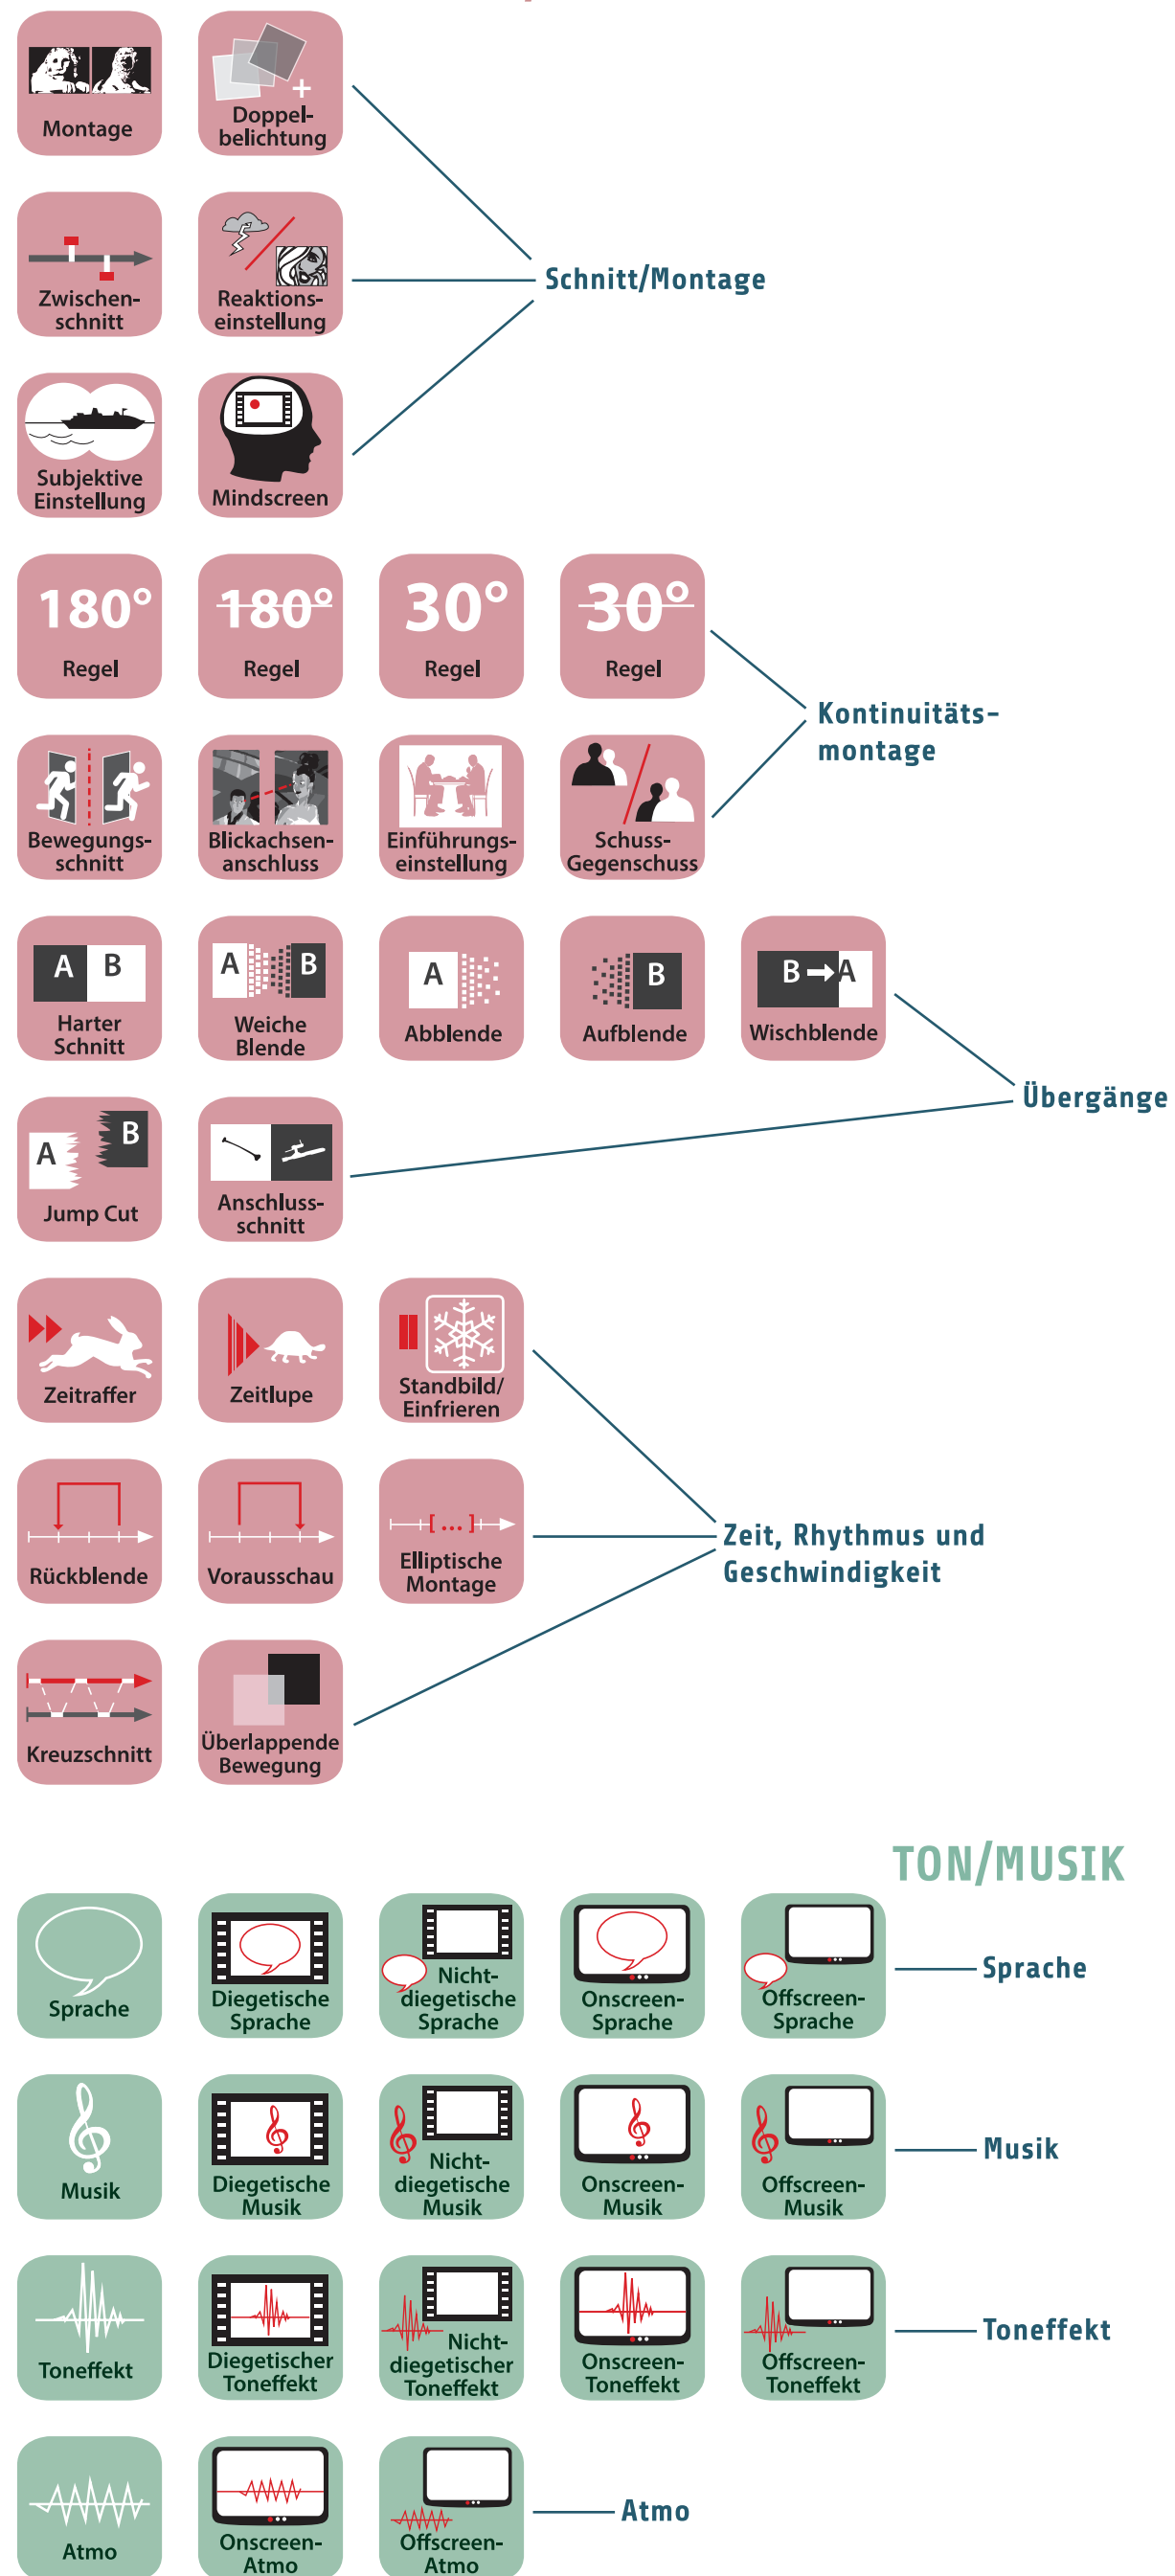 Montage
Doppel-
belichtung
Zwischen-
schnitt
Reaktions-
einstellung
Schnitt/Montage
Subjektive
Einstellung
Mindscreen
180°
Regel
180°
Regel
30°
Regel
30°
Regel
Kontinuitäts-
montage
Bewegungs-
schnitt
Blickachsen-
anschluss
Einführungs-
einstellung
Schuss-
Gegenschuss
A B
Harter
Schnitt
A B
Weiche
Blende
A
Abblende
B
Aufblende
B A
Wischblende
Übergänge
A B
Jump Cut
Anschluss-
schnitt
Zeitraffer
Zeitlupe
Standbild/
Einfrieren
Rückblende
Vorausschau
[ ... ]
Elliptische
Montage
Zeit, Rhythmus und
Geschwindigkeit
Kreuzschnitt
Überlappende
Bewegung
TON/MUSIK
Sprache
Diegetische
Sprache
Nicht-
diegetische
Sprache
Onscreen-
Sprache
Offscreen-
Sprache
Sprache
Musik
Diegetische
Musik
Nicht-
diegetische
Musik
Onscreen-
Musik
Offscreen-
Musik
Musik
Toneffekt
Diegetischer
Toneffekt
Nicht-
diegetischer
Toneffekt
Onscreen-
Toneffekt
Offscreen-
Toneffekt
Toneffekt
Atmo
Onscreen-
Atmo
Offscreen-
Atmo
Atmo